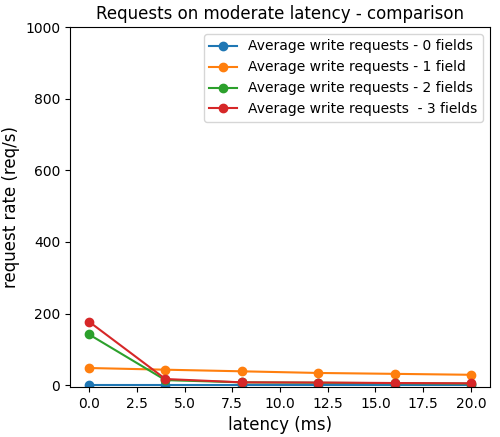 Requests on moderate latency - comparison
Average write requests - 0 fields
Average write requests - 1 field
Average write requests - 2 fields
Average write requests  - 3 fields
request rate (req/s)
1000
800
600
400
200
0
0.0 2.5 5.0 7.5 10.0 12.5 15.0 17.5 20.0
latency (ms)